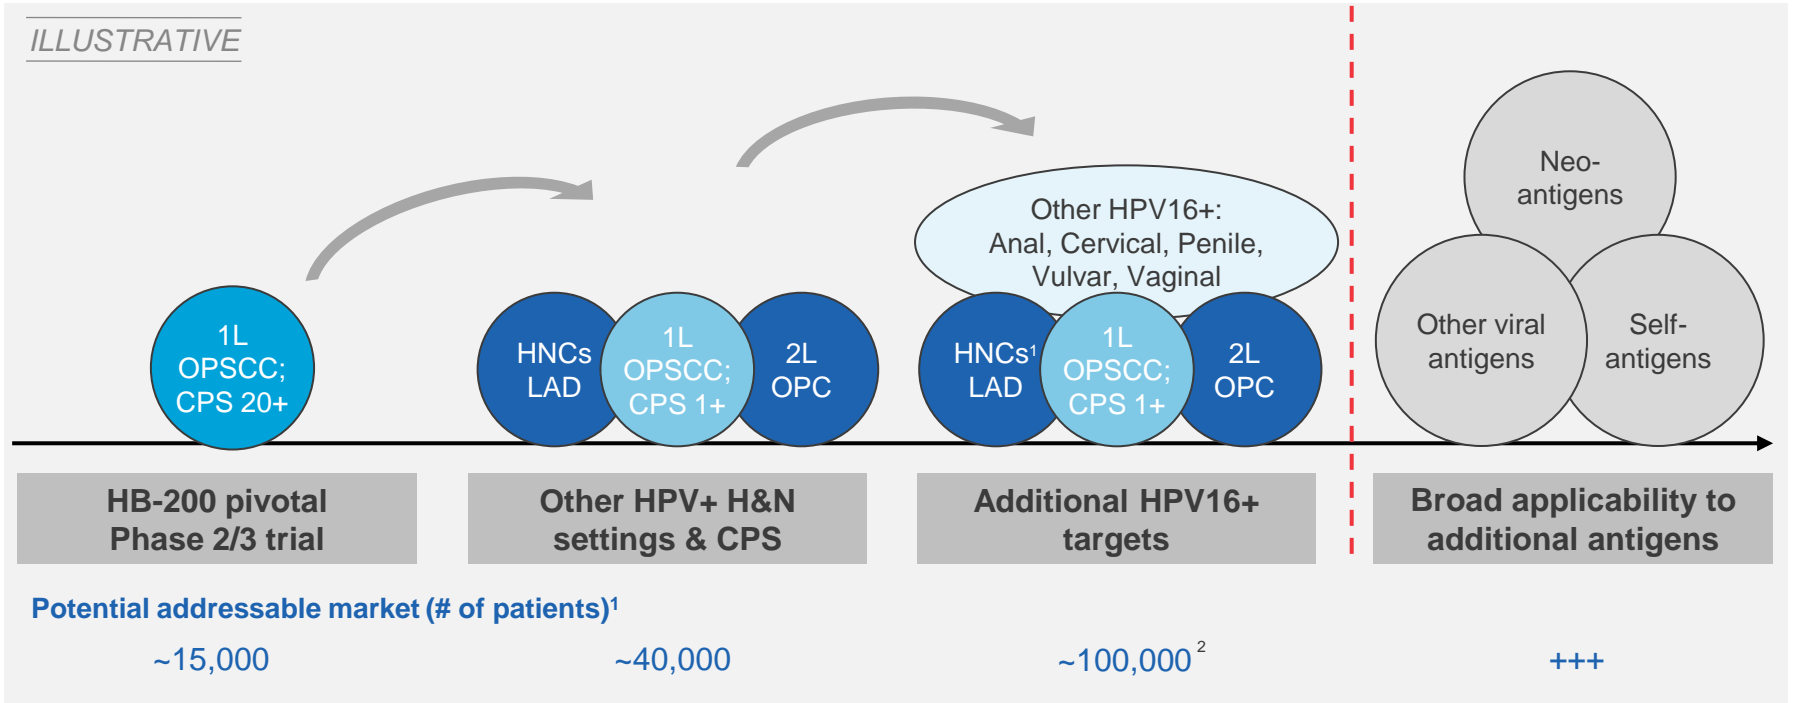 ILLUSTRATIVE
1L
OPSCC;
CPS 20+
HNCs
LAD
1L
OPSCC;
CPS 1+
2L
OPC
Other HPV16+:
Anal, Cervical, Penile,
Vulvar, Vaginal
HNCs¹
LAD
1L
OPSCC;
CPS 1+
2L
OPC
Neo-
antigens
Other viral
antigens
Self-
antigens
HB-200 pivotal
Phase 2/3 trial
Other HPV+ H&N
settings & CPS
Additional HPV16+
targets
Broad applicability to
additional antigens
Potential addressable market (# of patients)¹
~15,000
~40,000
~100,000 ²
+++